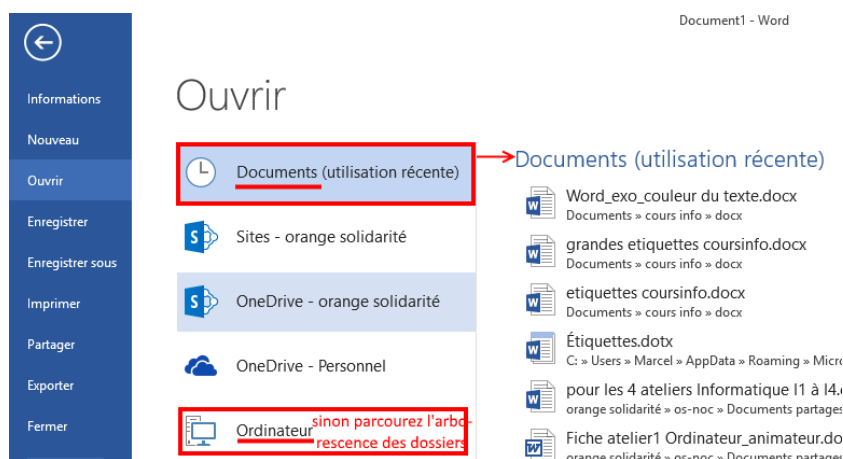 Document1 - Word
Informations
Nouveau
Ouvrir
Enregistrer
Enregistrer sous
Imprimer
Partager
Exporter
Fermer
Ouvrir
Documents (utilisation récente)
Sites - orange solidarité
OneDrive - orange solidarité
OneDrive - Personnel
Ordinateur
sinon parcourez l'arbo-
rescence des dossiers
Documents (utilisation récente)
Word_exo_couleur du texte.docx
Documents » cours info » docx
grandes etiquettes coursinfo.docx
Documents » cours info » docx
etiquettes coursinfo.docx
Documents » cours info » docx
Étiquettes.dotx
C: » Users » Marcel » AppData » Roaming » Micro
pour les 4 ateliers Informatique I1 à I4.
orange solidarité » os-noc » Documents partages
Fiche atelier1 Ordinateur_animateur.do
orange solidarité » os-noc » Documents partages